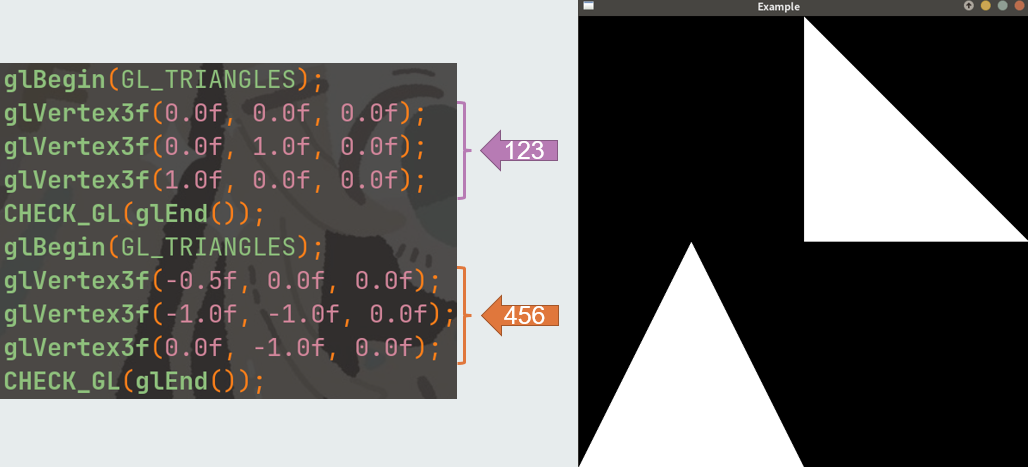 glBegin(GL_TRIANGLES);
glVertex3f(0.0f, 0.0f, 0.0f);
glVertex3f(0.0f, 1.0f, 0.0f);
glVertex3f(1.0f, 0.0f, 0.0f);
CHECK_GL(glEnd());
glBegin(GL_TRIANGLES);
glVertex3f(-0.5f, 0.0f, 0.0f);
glVertex3f(-1.0f, -1.0f, 0.0f);
glVertex3f(0.0f, -1.0f, 0.0f);
CHECK_GL(glEnd());
123
456
Example